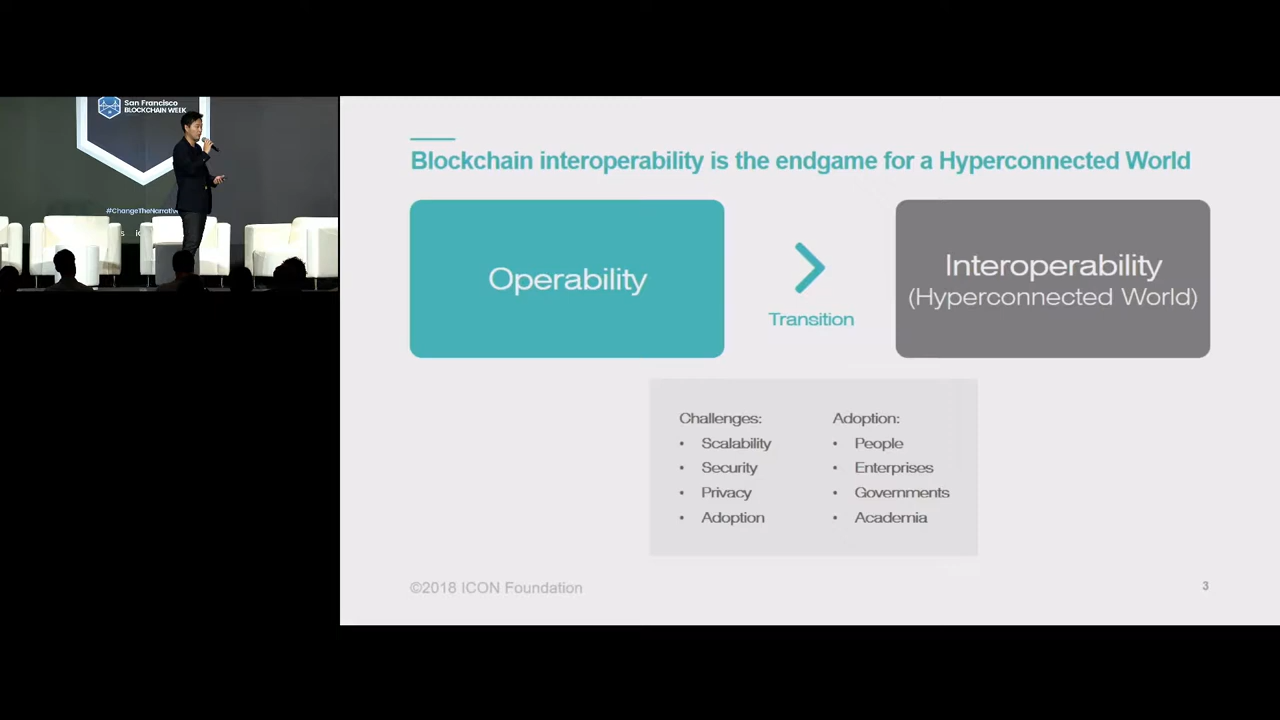 San Francisco
BLOCKCHAIN WEEK
#ChangeTheNarrative
Blockchain interoperability is the endgame for a Hyperconnected World
Operability
Transition
Interoperability
(Hyperconnected World)
Challenges:
• Scalability
• Security
• Privacy
• Adoption
Adoption:
• People
• Enterprises
• Governments
• Academia
©2018 ICON Foundation
3